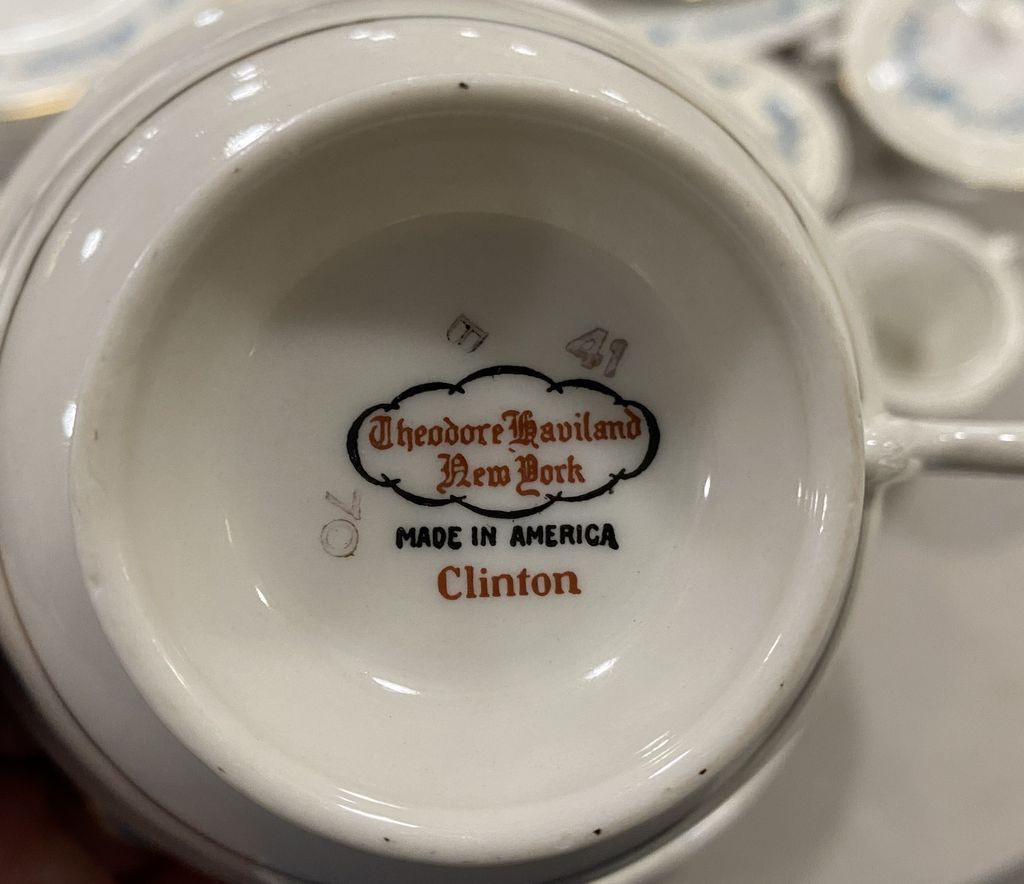 E
41
Theodore Haviland
New York
70
MADE IN AMERICA
Clinton